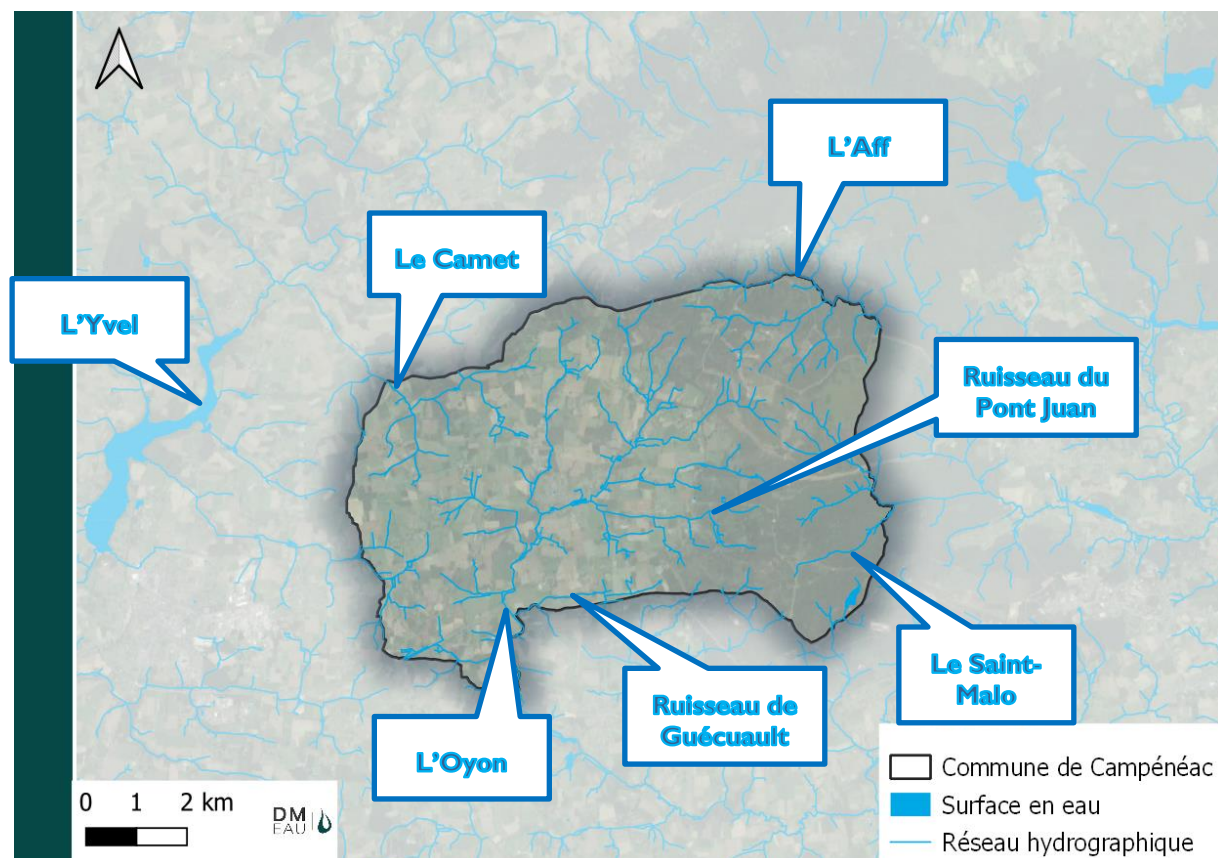 L'Aff
Le Camet
L'Yvel
Ruisseau du
Pont Juan
Le Saint-
Malo
Ruisseau de
Guécuault
L'Oyon
Commune de Campénéac
Surface en eau
Réseau hydrographique
0 1 2 km
DM
EAU